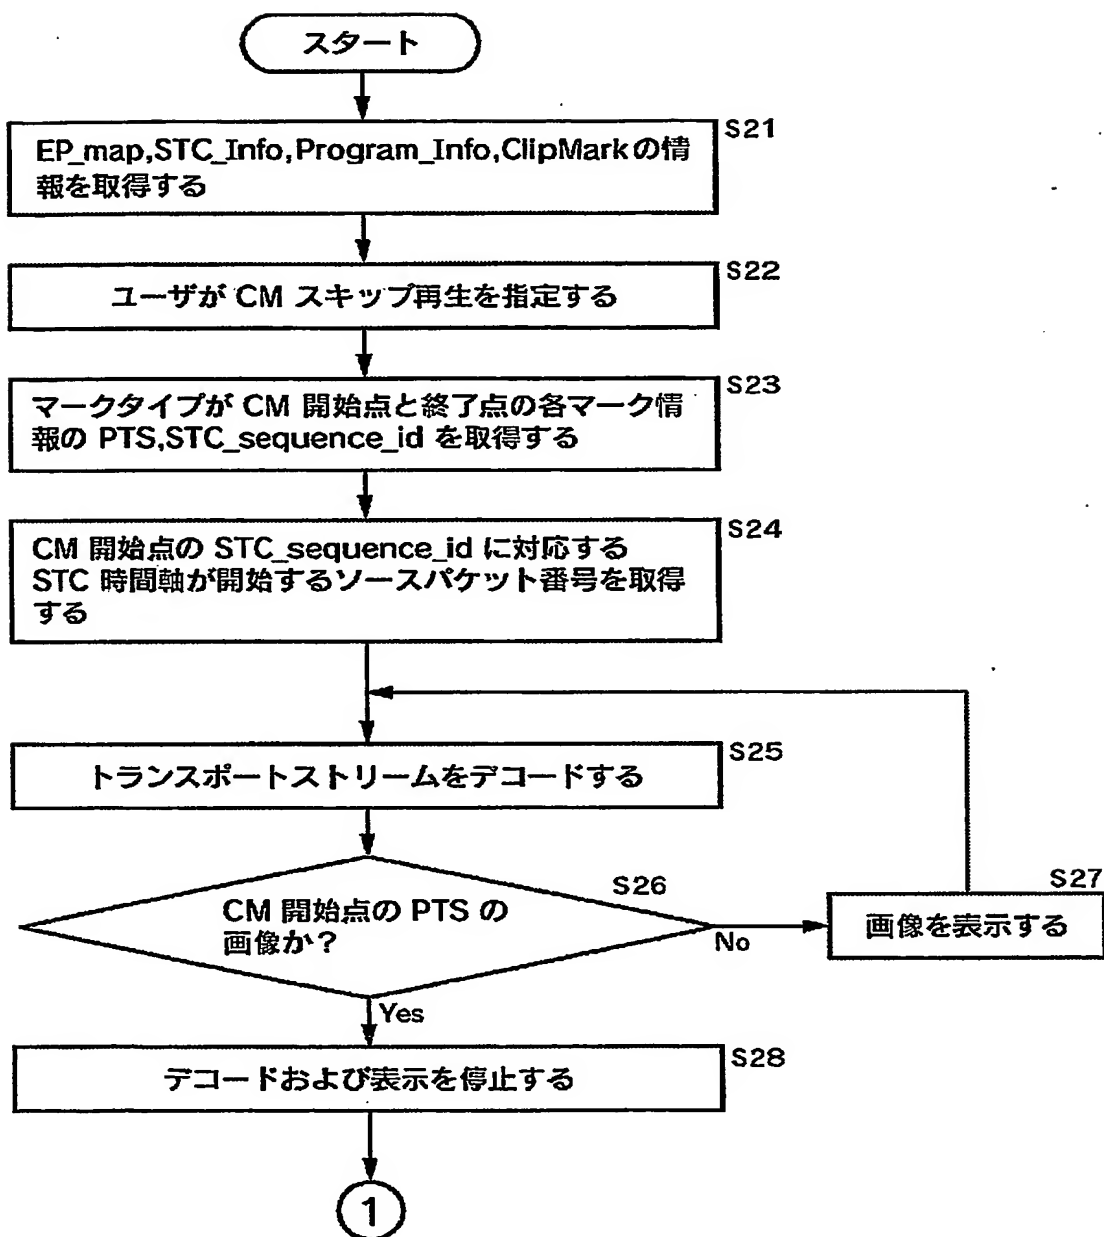 スタート
S21
EP_map,STC_Info,Program_Info,ClipMarkの情
報を取得する
S22
ユーザが CM スキップ再生を指定する
S23
マークタイプが CM 開始点と終了点の各マーク情
報の PTS,STC_sequence_id を取得する
S24
CM 開始点の STC_sequence_id に対応する
STC 時間軸が開始するソースパケット番号を取得
する
S25
トランスポートストリームをデコードする
S26
CM 開始点の PTS の
画像か?
No
S27
画像を表示する
Yes
S28
デコードおよび表示を停止する
1